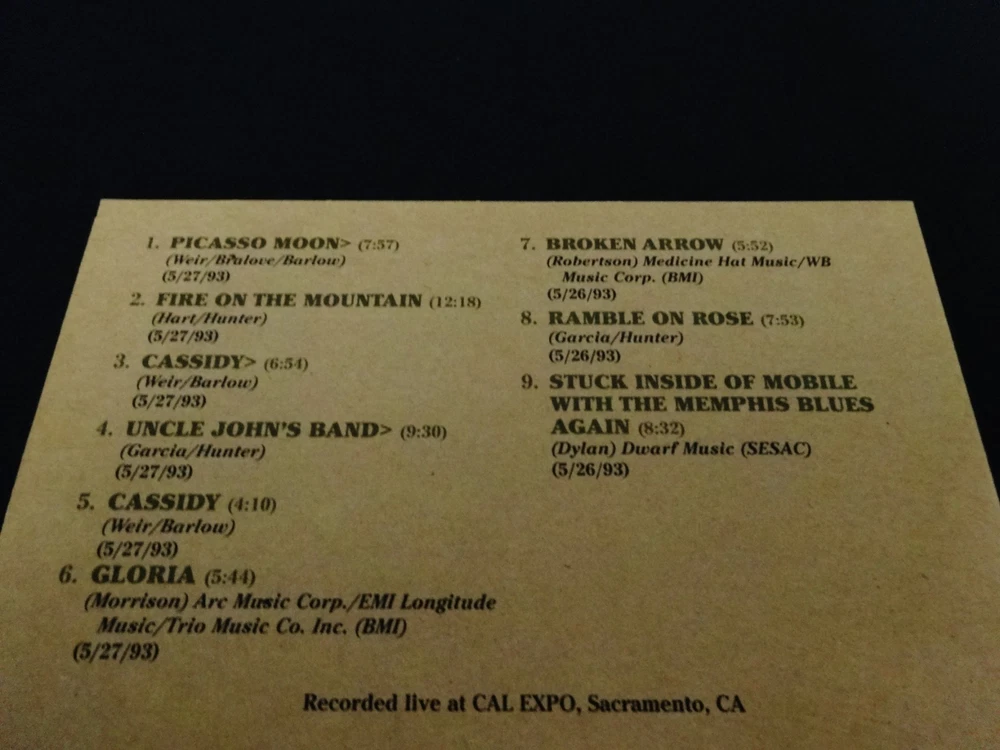 1. PICASSO MOON> (7:57)
(Weir/Bralove/Barlow)
(5/27/93)
2. FIRE ON THE MOUNTAIN (12:18)
(Hart/Hunter)
(5/27/93)
3. CASSIDY> (6:54)
(Weir/Barlow)
(5/27/93)
4. UNCLE JOHN'S BAND> (9:30)
(Garcia/Hunter)
(5/27/93)
5. CASSIDY (4:10)
(Weir/Barlow)
(5/27/93)
6. GLORIA (5:44)
(Morrison) Arc Music Corp./EMI Longitude
Music/Trio Music Co. Inc. (BMI)
(5/27/93)
7. BROKEN ARROW (5:52)
(Robertson) Medicine Hat Music/WB
Music Corp. (BMI)
(5/26/93)
8. RAMBLE ON ROSE (7:53)
(Garcia/Hunter)
(5/26/93)
9. STUCK INSIDE OF MOBILE
WITH THE MEMPHIS BLUES
AGAIN (8:32)
(Dylan) Dwarf Music (SESAC)
(5/26/93)
Recorded live at CAL EXPO, Sacramento, CA